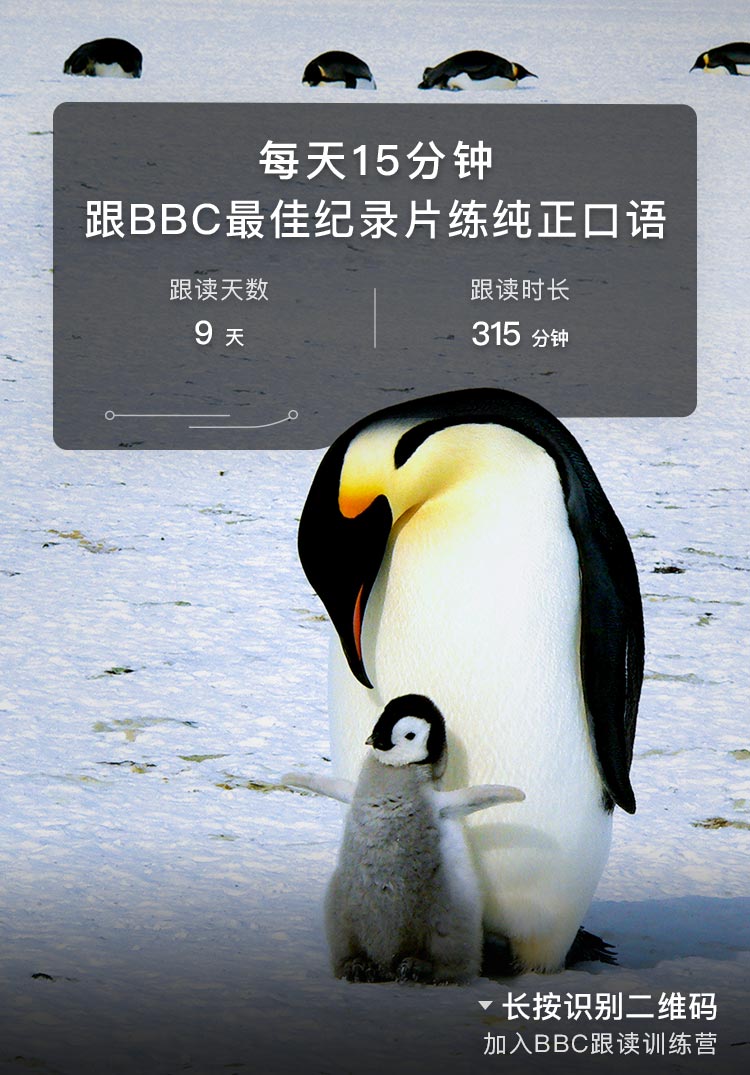 每天15分钟
跟BBC最佳纪录片练纯正口语
跟读天数
9 天
跟读时长
315 分钟
长按识别二维码
加入BBC跟读训练营